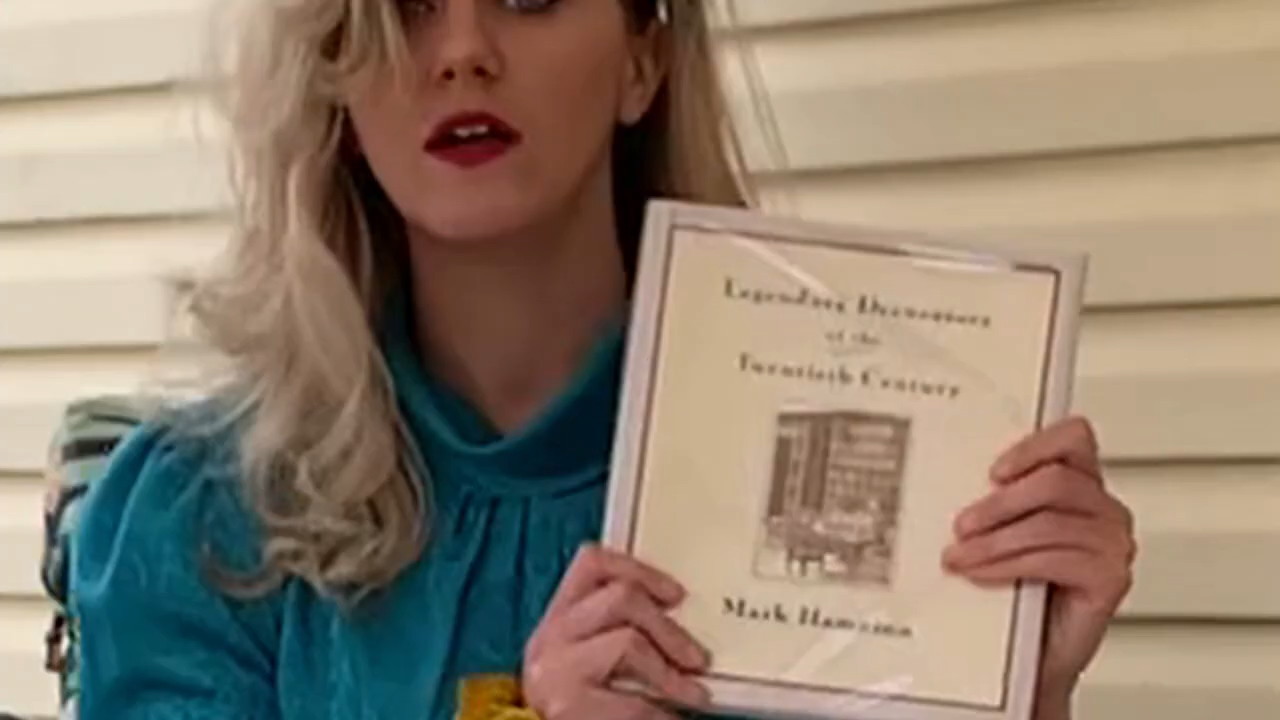 Legendary Decorators
of the
Twentieth Century
Mark Hampton